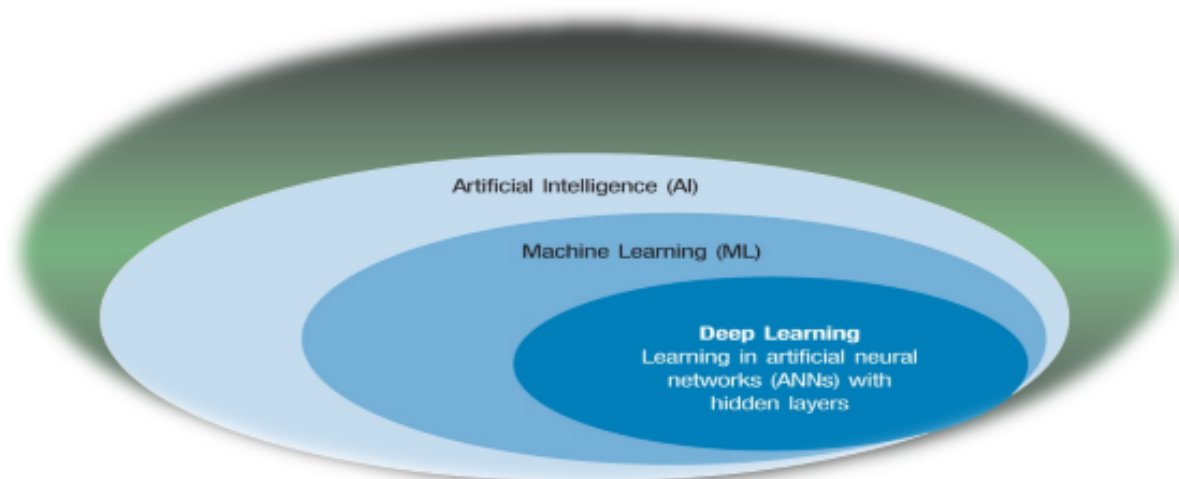 Artificial Intelligence (AI)
Machine Learning (ML)
Deep Learning
Learning in artificial neural
networks (ANNs) with
hidden layers